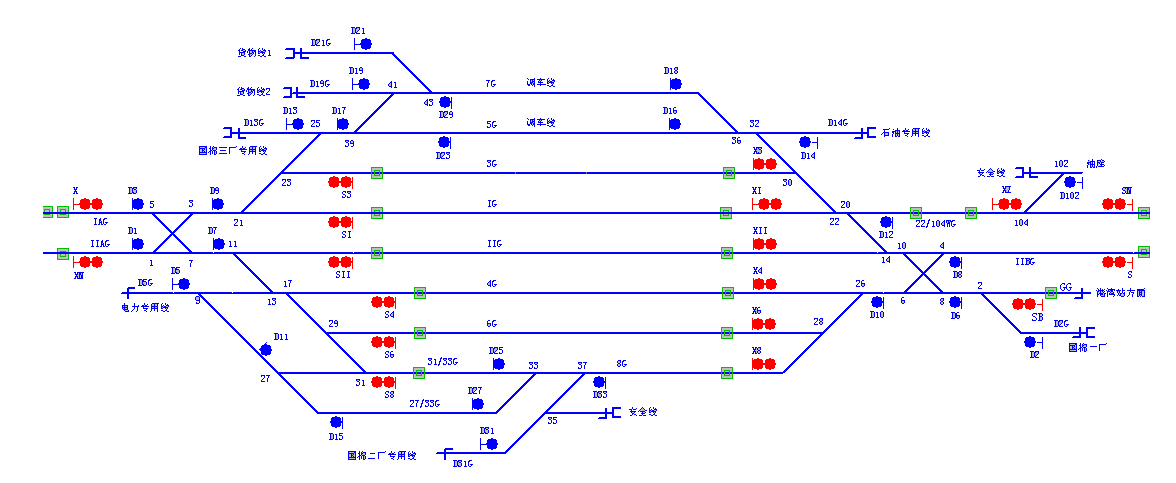 D21
货物线1
D21G
D19
D18
货物线2
D19G
41
7G
调车线
43
D29
D13
D17
D16
D13G
25
5G
调车线
32
D14G
石油专用线
国棉三厂专用线
39
D23
36
D14
X3
3G
102
油库
安全线
23
S3
30
D102
X
D3
D9
XI
XZ
SN
5
3
IG
20
IAG
21
SI
22
22/104WG
104
D1
D7
XII
D12
IIAG
11
IIG
10
4
1
7
SII
14
D8
IIBG
S
XN
D5
X4
D5G
17
4G
26
2
GG
港湾站方面
9
13
S4
D10
6
8
D6
SB
电力专用线
X6
29
6G
28
D2G
D11
S6
D2
国棉一厂
D25
X8
31/33G
33
37
8G
27
31
S8
D27
D33
27/33G
安全线
D15
D31
35
国棉二厂专用线
D31G